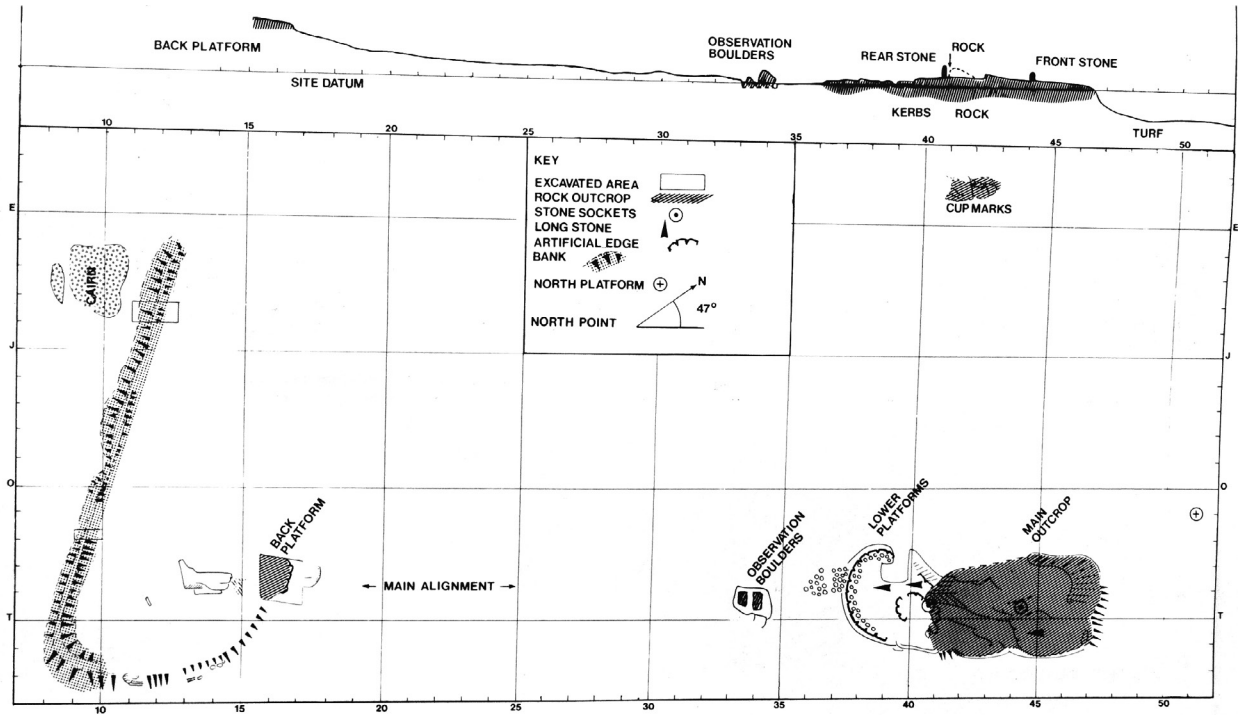 BACK PLATFORM
OBSERVATION
BOULDERS
REAR STONE
ROCK
FRONT STONE
SITE DATUM
KERBS
ROCK
TURF
10
15
20
25
30
35
40
45
50
KEY
EXCAVATED AREA
ROCK OUTCROP
STONE SOCKETS
LONG STONE
ARTIFICIAL EDGE
BANK
NORTH PLATFORM
N
47°
NORTH POINT
CUP MARKS
E
E
CAIRN
J
J
O
O
BACK
PLATFORM
LOWER
PLATFORMS
MAIN
OUTCROP
OBSERVATION
BOULDERS
MAIN ALIGNMENT
T
T
10
15
20
25
30
35
40
45
50